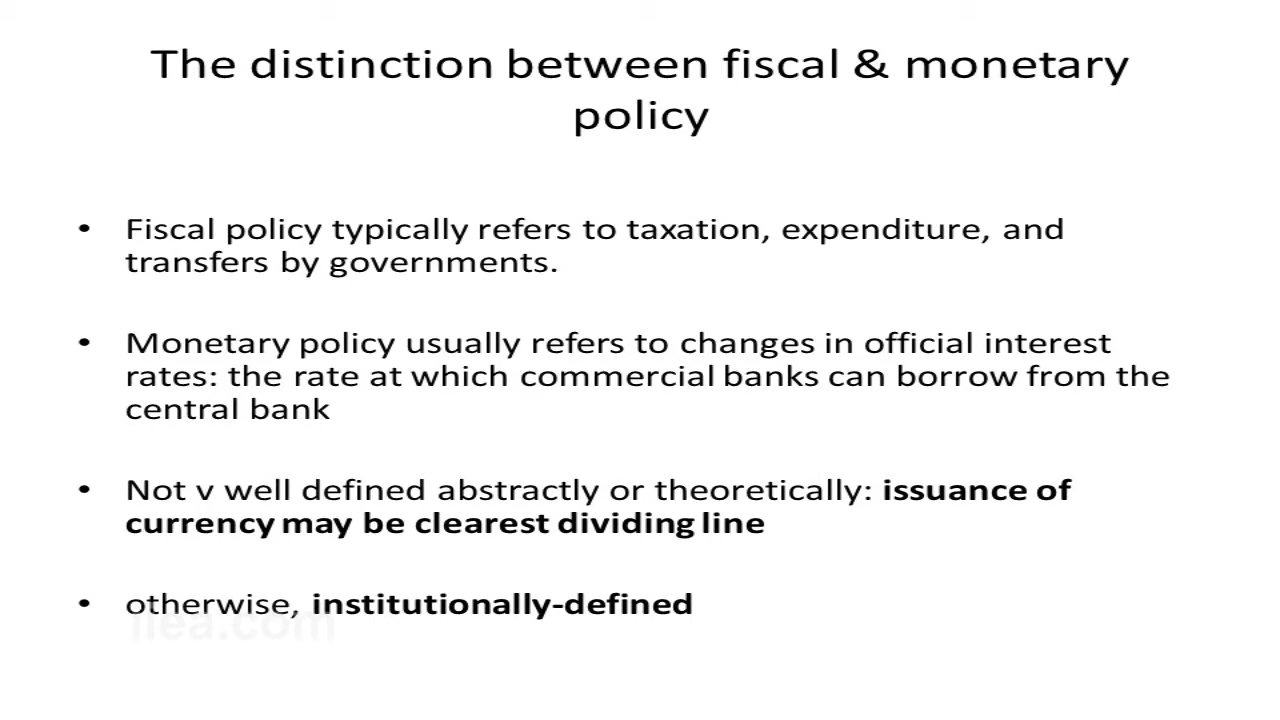 The distinction between fiscal & monetary
policy
• Fiscal policy typically refers to taxation, expenditure, and
transfers by governments.
• Monetary policy usually refers to changes in official interest
rates: the rate at which commercial banks can borrow from the
central bank
• Not v well defined abstractly or theoretically: issuance of
currency may be clearest dividing line
• otherwise, institutionally-defined